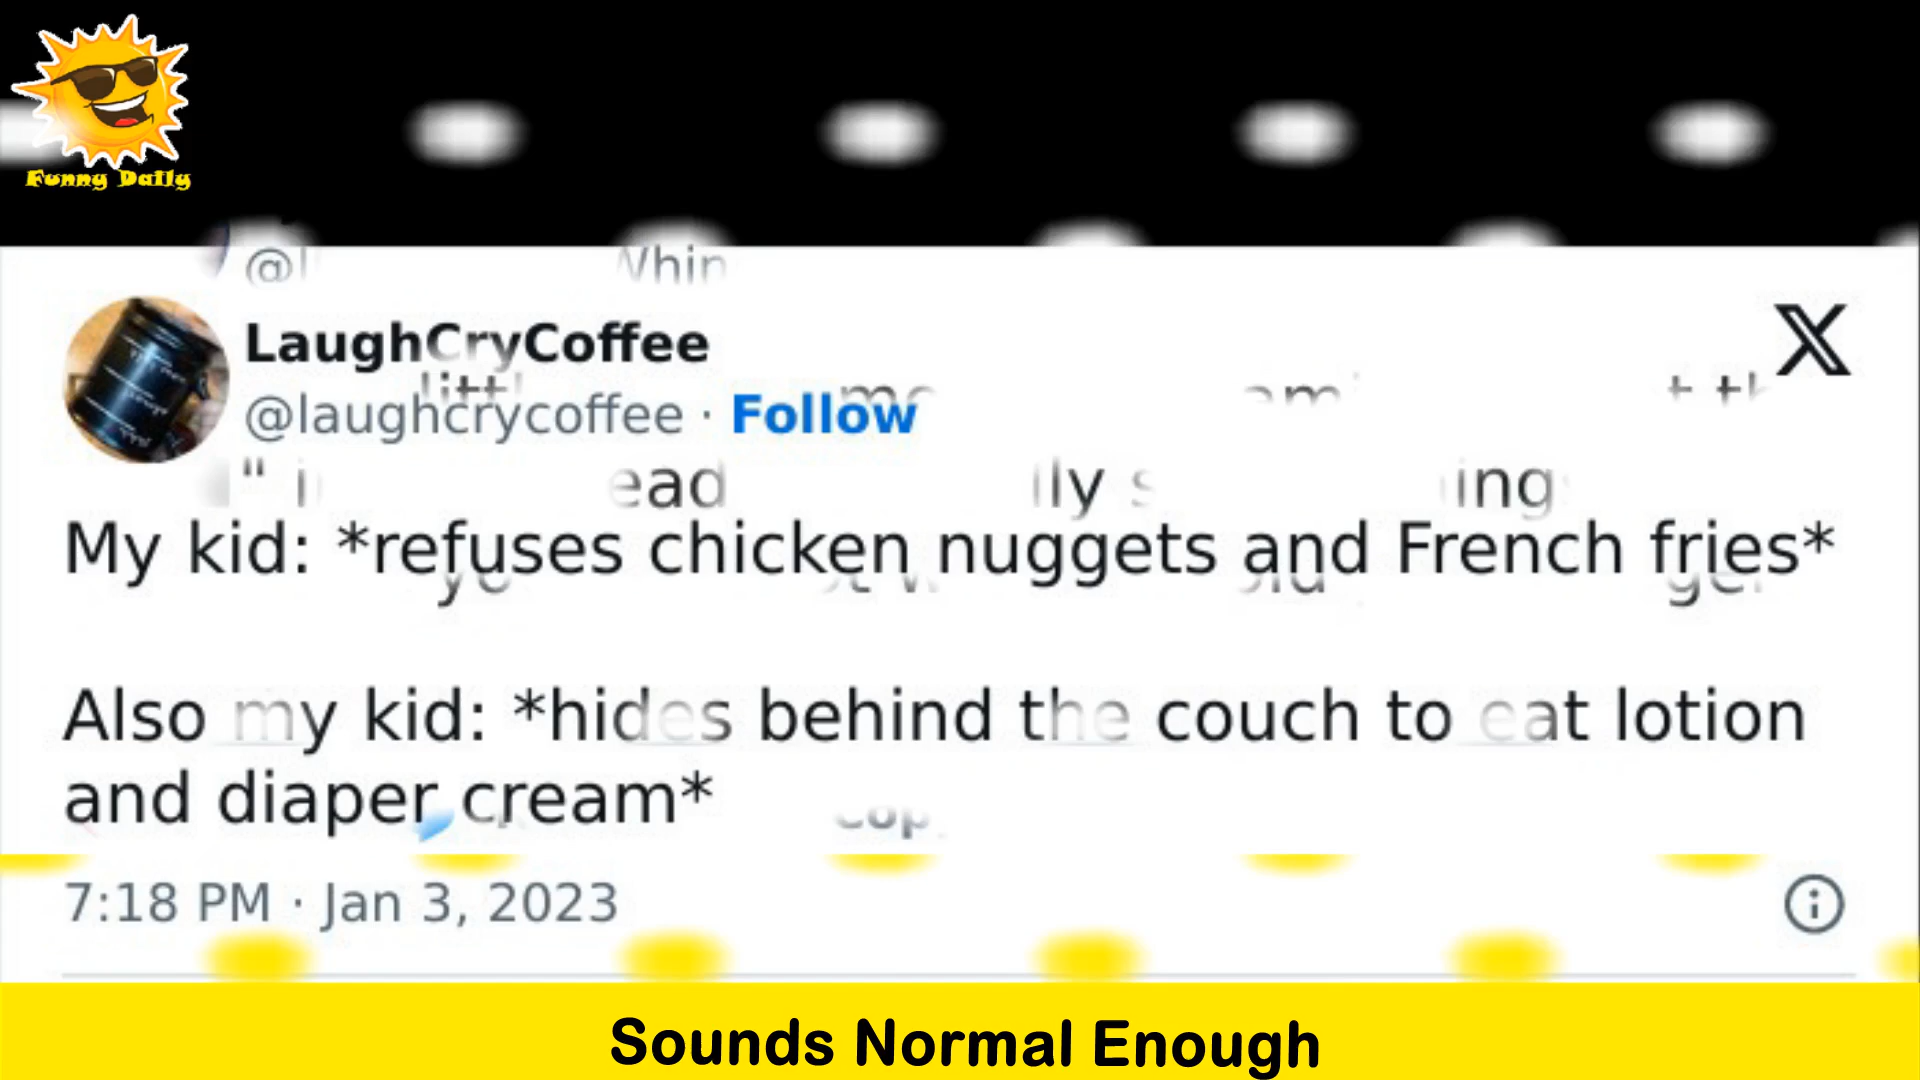 Funny Daily
LaughCryCoffee
@laughcrycoffee · Follow
My kid: *refuses chicken nuggets and French fries*
Also my kid: *hides behind the couch to eat lotion
and diaper cream*
7:18 PM · Jan 3, 2023
Sounds Normal Enough